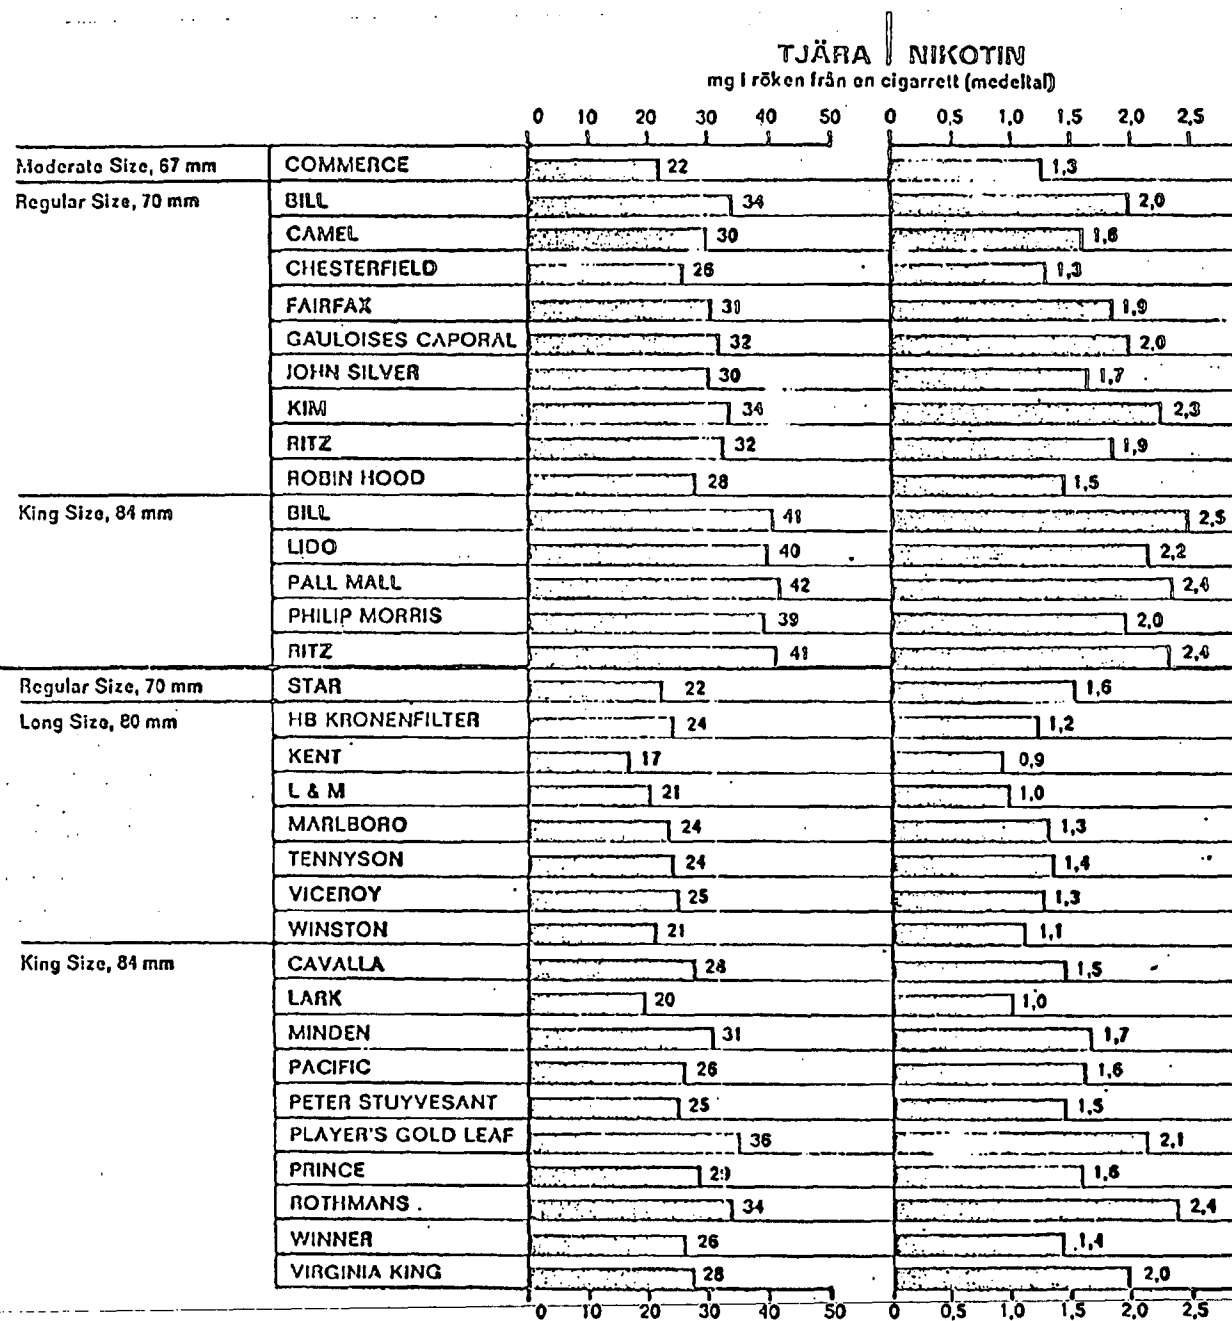 TJÄRA NIKOTIN
mg i röken från en cigarrett (medeltal)
0 10 20 30 40 50 0 0,5 1,0 1,5 2,0 2,5
Moderate Size, 67 mm COMMERCE 22 1,3
Regular Size, 70 mm BILL 34 2,0
CAMEL 30 1,6
CHESTERFIELD 26 1,3
FAIRFAX 31 1,9
GAULOISES CAPORAL 32 2,0
JOHN SILVER 30 1,7
KIM 34 2,3
RITZ 32 1,9
ROBIN HOOD 28 1,5
King Size, 84 mm BILL 41 2,5
LIDO 40 2,2
PALL MALL 42 2,4
PHILIP MORRIS 39 2,0
RITZ 41 2,4
Regular Size, 70 mm STAR 22 1,6
Long Size, 80 mm HB KRONENFILTER 24 1,2
KENT 17 0,9
L & M 21 1,0
MARLBORO 24 1,3
TENNYSON 24 1,4
VICEROY 25 1,3
WINSTON 21 1,1
King Size, 84 mm CAVALLA 28 1,5
LARK 20 1,0
MINDEN 31 1,7
PACIFIC 26 1,6
PETER STUYVESANT 25 1,5
PLAYER'S GOLD LEAF 36 2,1
PRINCE 29 1,6
ROTHMANS 34 2,4
WINNER 26 1,4
VIRGINIA KING 28 2,0
0 10 20 30 40 50 0 0,5 1,0 1,5 2,0 2,5